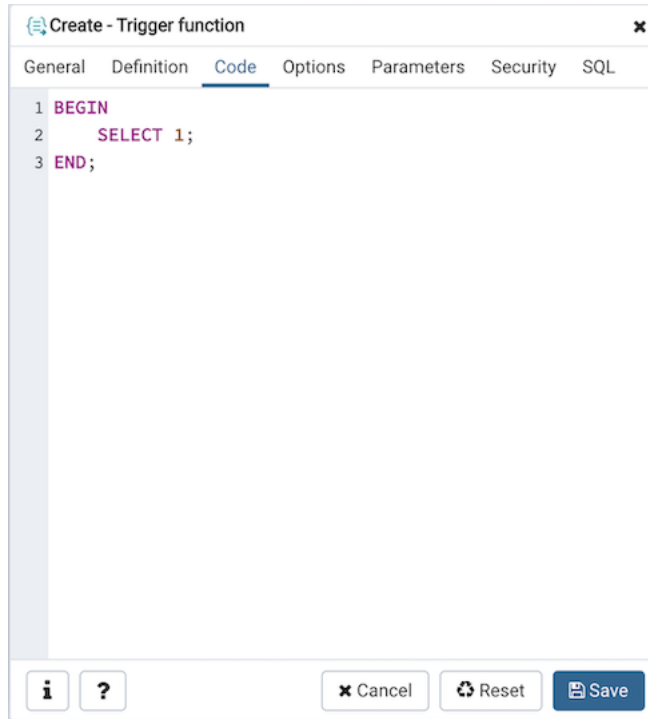 Create - Trigger function
General Definition Code Options Parameters Security SQL
1 BEGIN
2 SELECT 1;
3 END;
i ? Cancel Reset Save